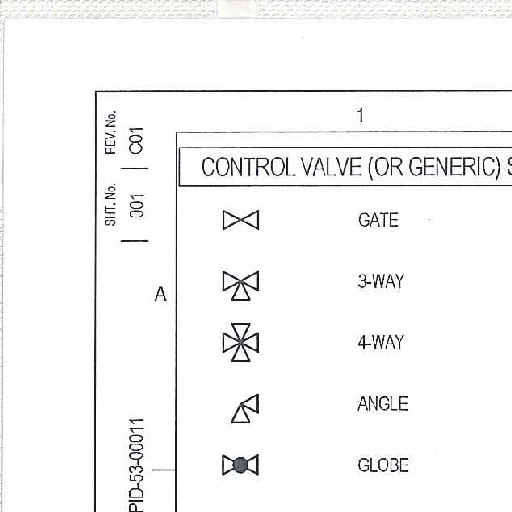 1
REV. No. C01
SHT. No. 001
CONTROL VALVE (OR GENERIC) S
GATE
3-WAY
A
4-WAY
ANGLE
GLOBE
PID-53-00011